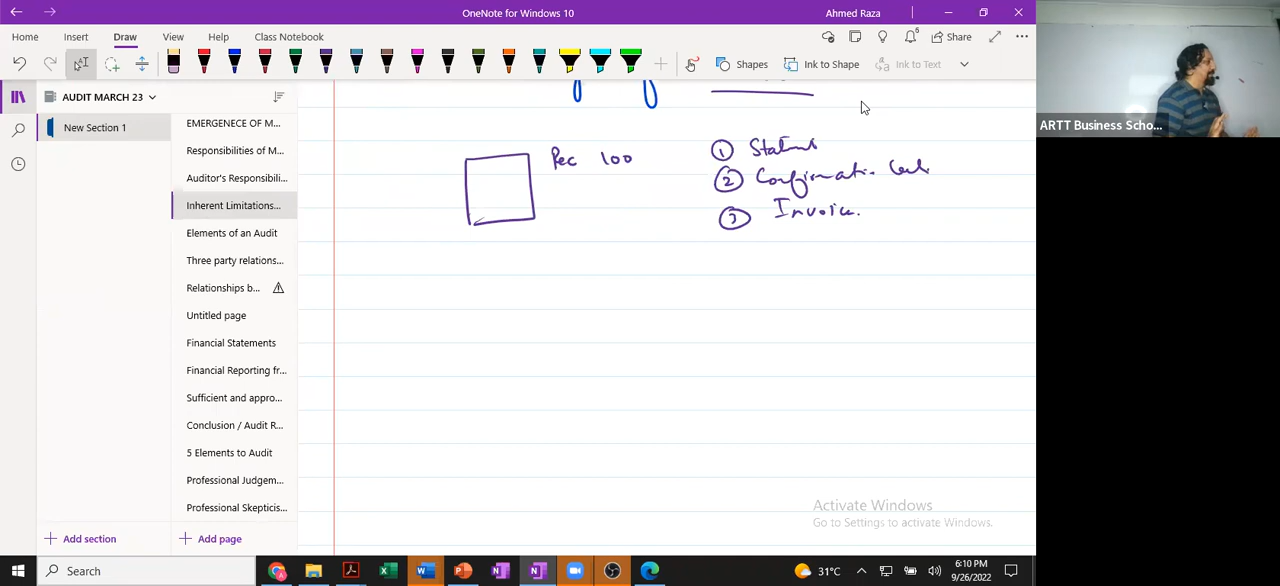 OneNote for Windows 10
Ahmed Raza
Home
Insert
Draw
View
Help
Class Notebook
6
Share
Shapes
Ink to Shape
Ink to Text
AUDIT MARCH 23
New Section 1
EMERGENECE OF M...
Responsibilities of M...
Auditor's Responsibili...
Inherent Limitations...
Elements of an Audit
Three party relations...
Relationships b...
Untitled page
Financial Statements
Financial Reporting fr...
Sufficient and appro...
Conclusion / Audit R...
5 Elements to Audit
Professional Judgeme...
Professional Skepticis...
Add section
Add page
Rec 100
1 Statement
2 Confirmation
3 Invoice.
Activate Windows
Go to Settings to activate Windows.
ARTT Business Scho...
Search
31°C
6:10 PM
9/26/2022